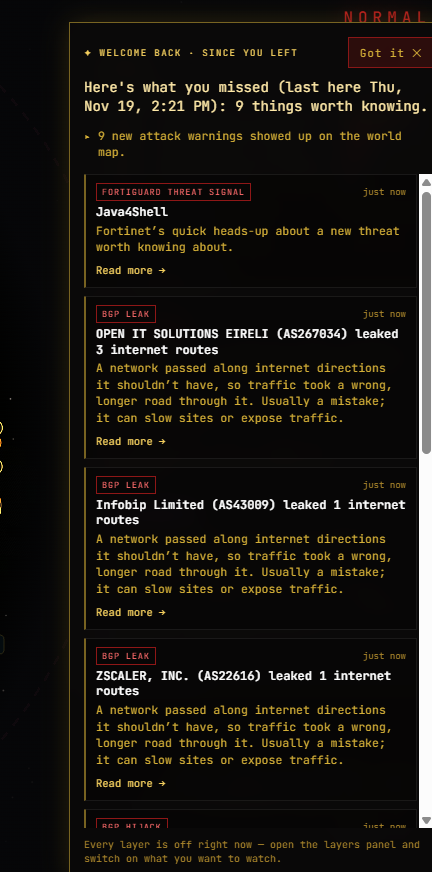 NORMAL
✦ WELCOME BACK · SINCE YOU LEFT
Got it ×
Here's what you missed (last here Thu,
Nov 19, 2:21 PM): 9 things worth knowing.
▸ 9 new attack warnings showed up on the world
map.
FORTIGUARD THREAT SIGNAL
just now
Java4Shell
Fortinet’s quick heads-up about a new threat
worth knowing about.
Read more →
BGP LEAK
just now
OPEN IT SOLUTIONS EIRELI (AS267034) leaked
3 internet routes
A network passed along internet directions
it shouldn’t have, so traffic took a wrong,
longer road through it. Usually a mistake;
it can slow sites or expose traffic.
Read more →
BGP LEAK
just now
Infobip Limited (AS43009) leaked 1 internet
routes
A network passed along internet directions
it shouldn’t have, so traffic took a wrong,
longer road through it. Usually a mistake;
it can slow sites or expose traffic.
Read more →
BGP LEAK
just now
ZSCALER, INC. (AS22616) leaked 1 internet
routes
A network passed along internet directions
it shouldn’t have, so traffic took a wrong,
longer road through it. Usually a mistake;
it can slow sites or expose traffic.
Read more →
BGP HIJACK
just now
Every layer is off right now — open the layers panel and
switch on what you want to watch.